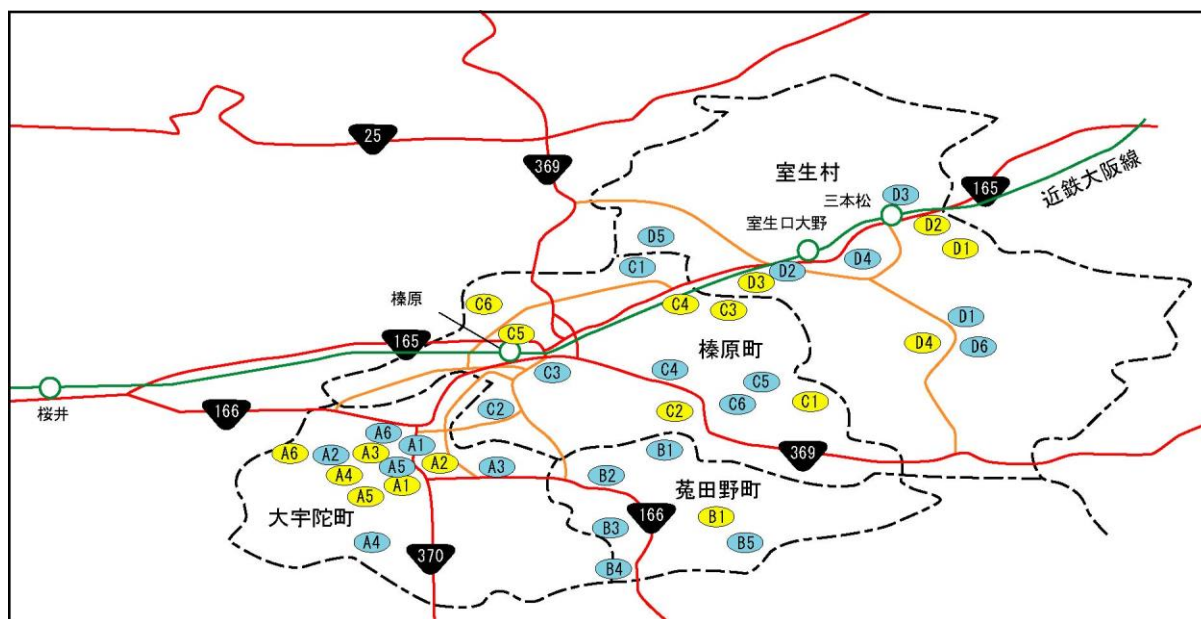 25
369
室生村
三本松
D3
165
近鉄大阪線
室生口大野
D2
D1
D5
C1
D2
D4
D3
C6
C4
C3
榛原
C5
165
D1
D4
D6
榛原町
C3
C4
C5
C6
C1
C2
C2
桜井
166
A6
A1
A6
A2
A3
A5
A2
A3
A4
A1
A5
B1
369
B2
菟田野町
大宇陀町
166
B1
B3
B5
A4
370
B4